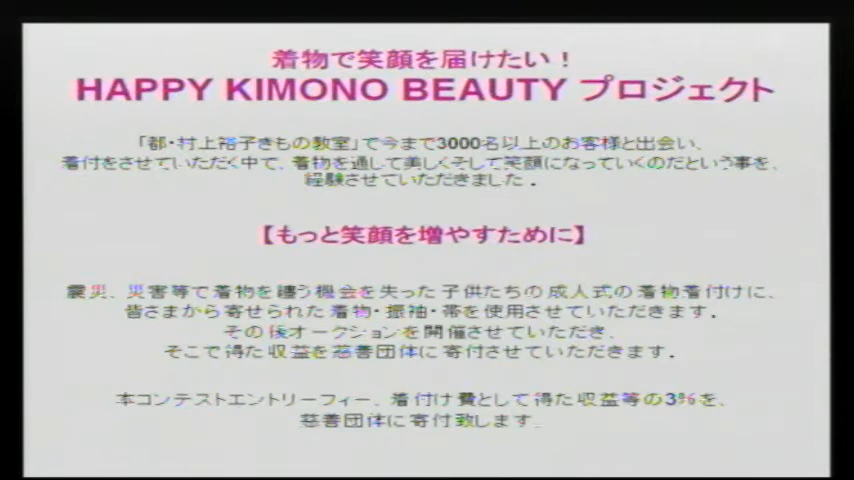 着物で笑顔を届けたい！
HAPPY KIMONO BEAUTY プロジェクト
「都・村上裕子きもの教室」で今まで3000名以上のお客様と出会い、
着付をさせていただく中で、着物を通して美しくそして笑顔になっていくのだという事を、
経験させていただきました。
【もっと笑顔を増やすために】
震災、災害等で着物を纏う機会を失った子供たちの成人式の着物着付けに、
皆さまから寄せられた着物・振袖・帯を使用させていただきます。
その後オークションを開催させていただき、
そこで得た収益を慈善団体に寄付させていただきます。
本コンテストエントリーフィー、着付け費として得た収益等の3%を、
慈善団体に寄付致します。